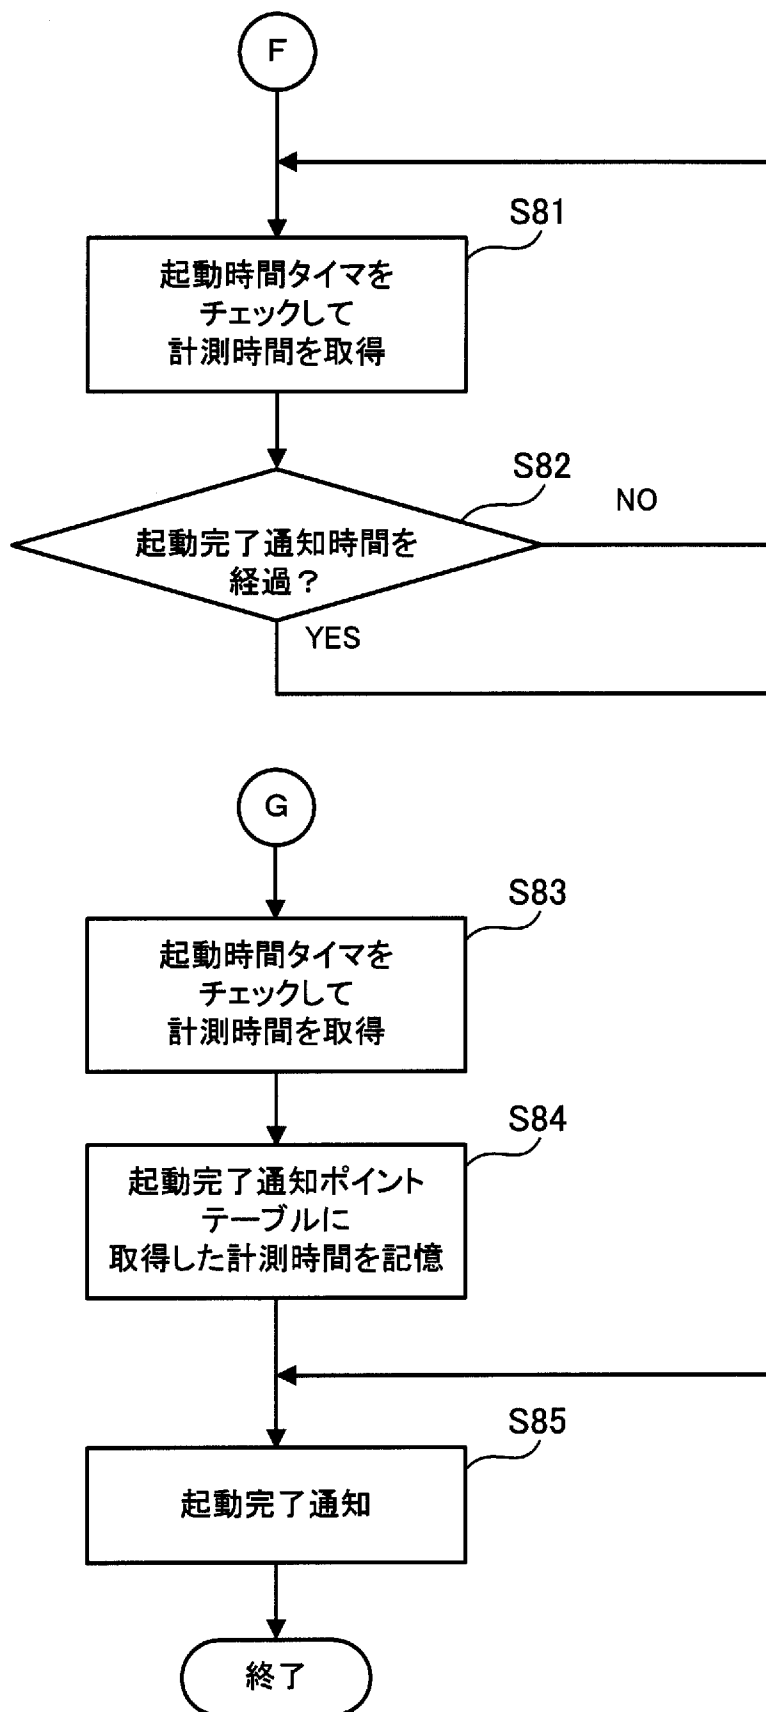 F
S81
起動時間タイマを
チェックして
計測時間を取得
S82
NO
起動完了通知時間を
経過？
YES
G
S83
起動時間タイマを
チェックして
計測時間を取得
S84
起動完了通知ポイント
テーブルに
取得した計測時間を記憶
S85
起動完了通知
終了